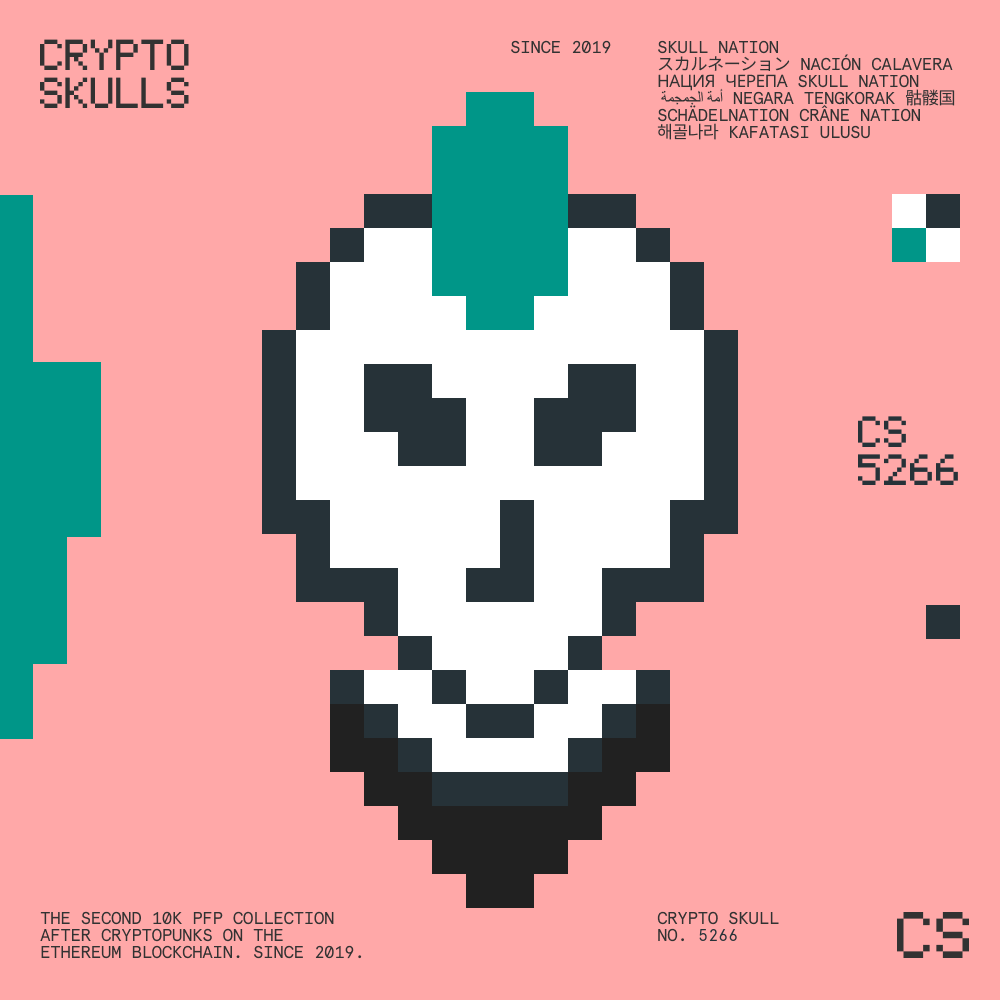 CRYPTO
SKULLS
SINCE 2019
SKULL NATION
スカルネーション NACIÓN CALAVERA
НАЦИЯ ЧЕРЕПА SKULL NATION
أمة الجمجمة NEGARA TENGKORAK 骷髅国
SCHÄDELNATION CRÂNE NATION
해골나라 KAFATASI ULUSU
CS
5266
THE SECOND 10K PFP COLLECTION
AFTER CRYPTOPUNKS ON THE
ETHEREUM BLOCKCHAIN. SINCE 2019.
CRYPTO SKULL
NO. 5266
CS